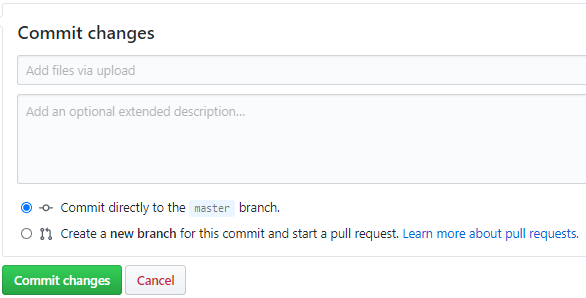 Commit changes
Add files via upload
Add an optional extended description...
Commit directly to the master branch.
Create a new branch for this commit and start a pull request. Learn more about pull requests.
Commit changes Cancel